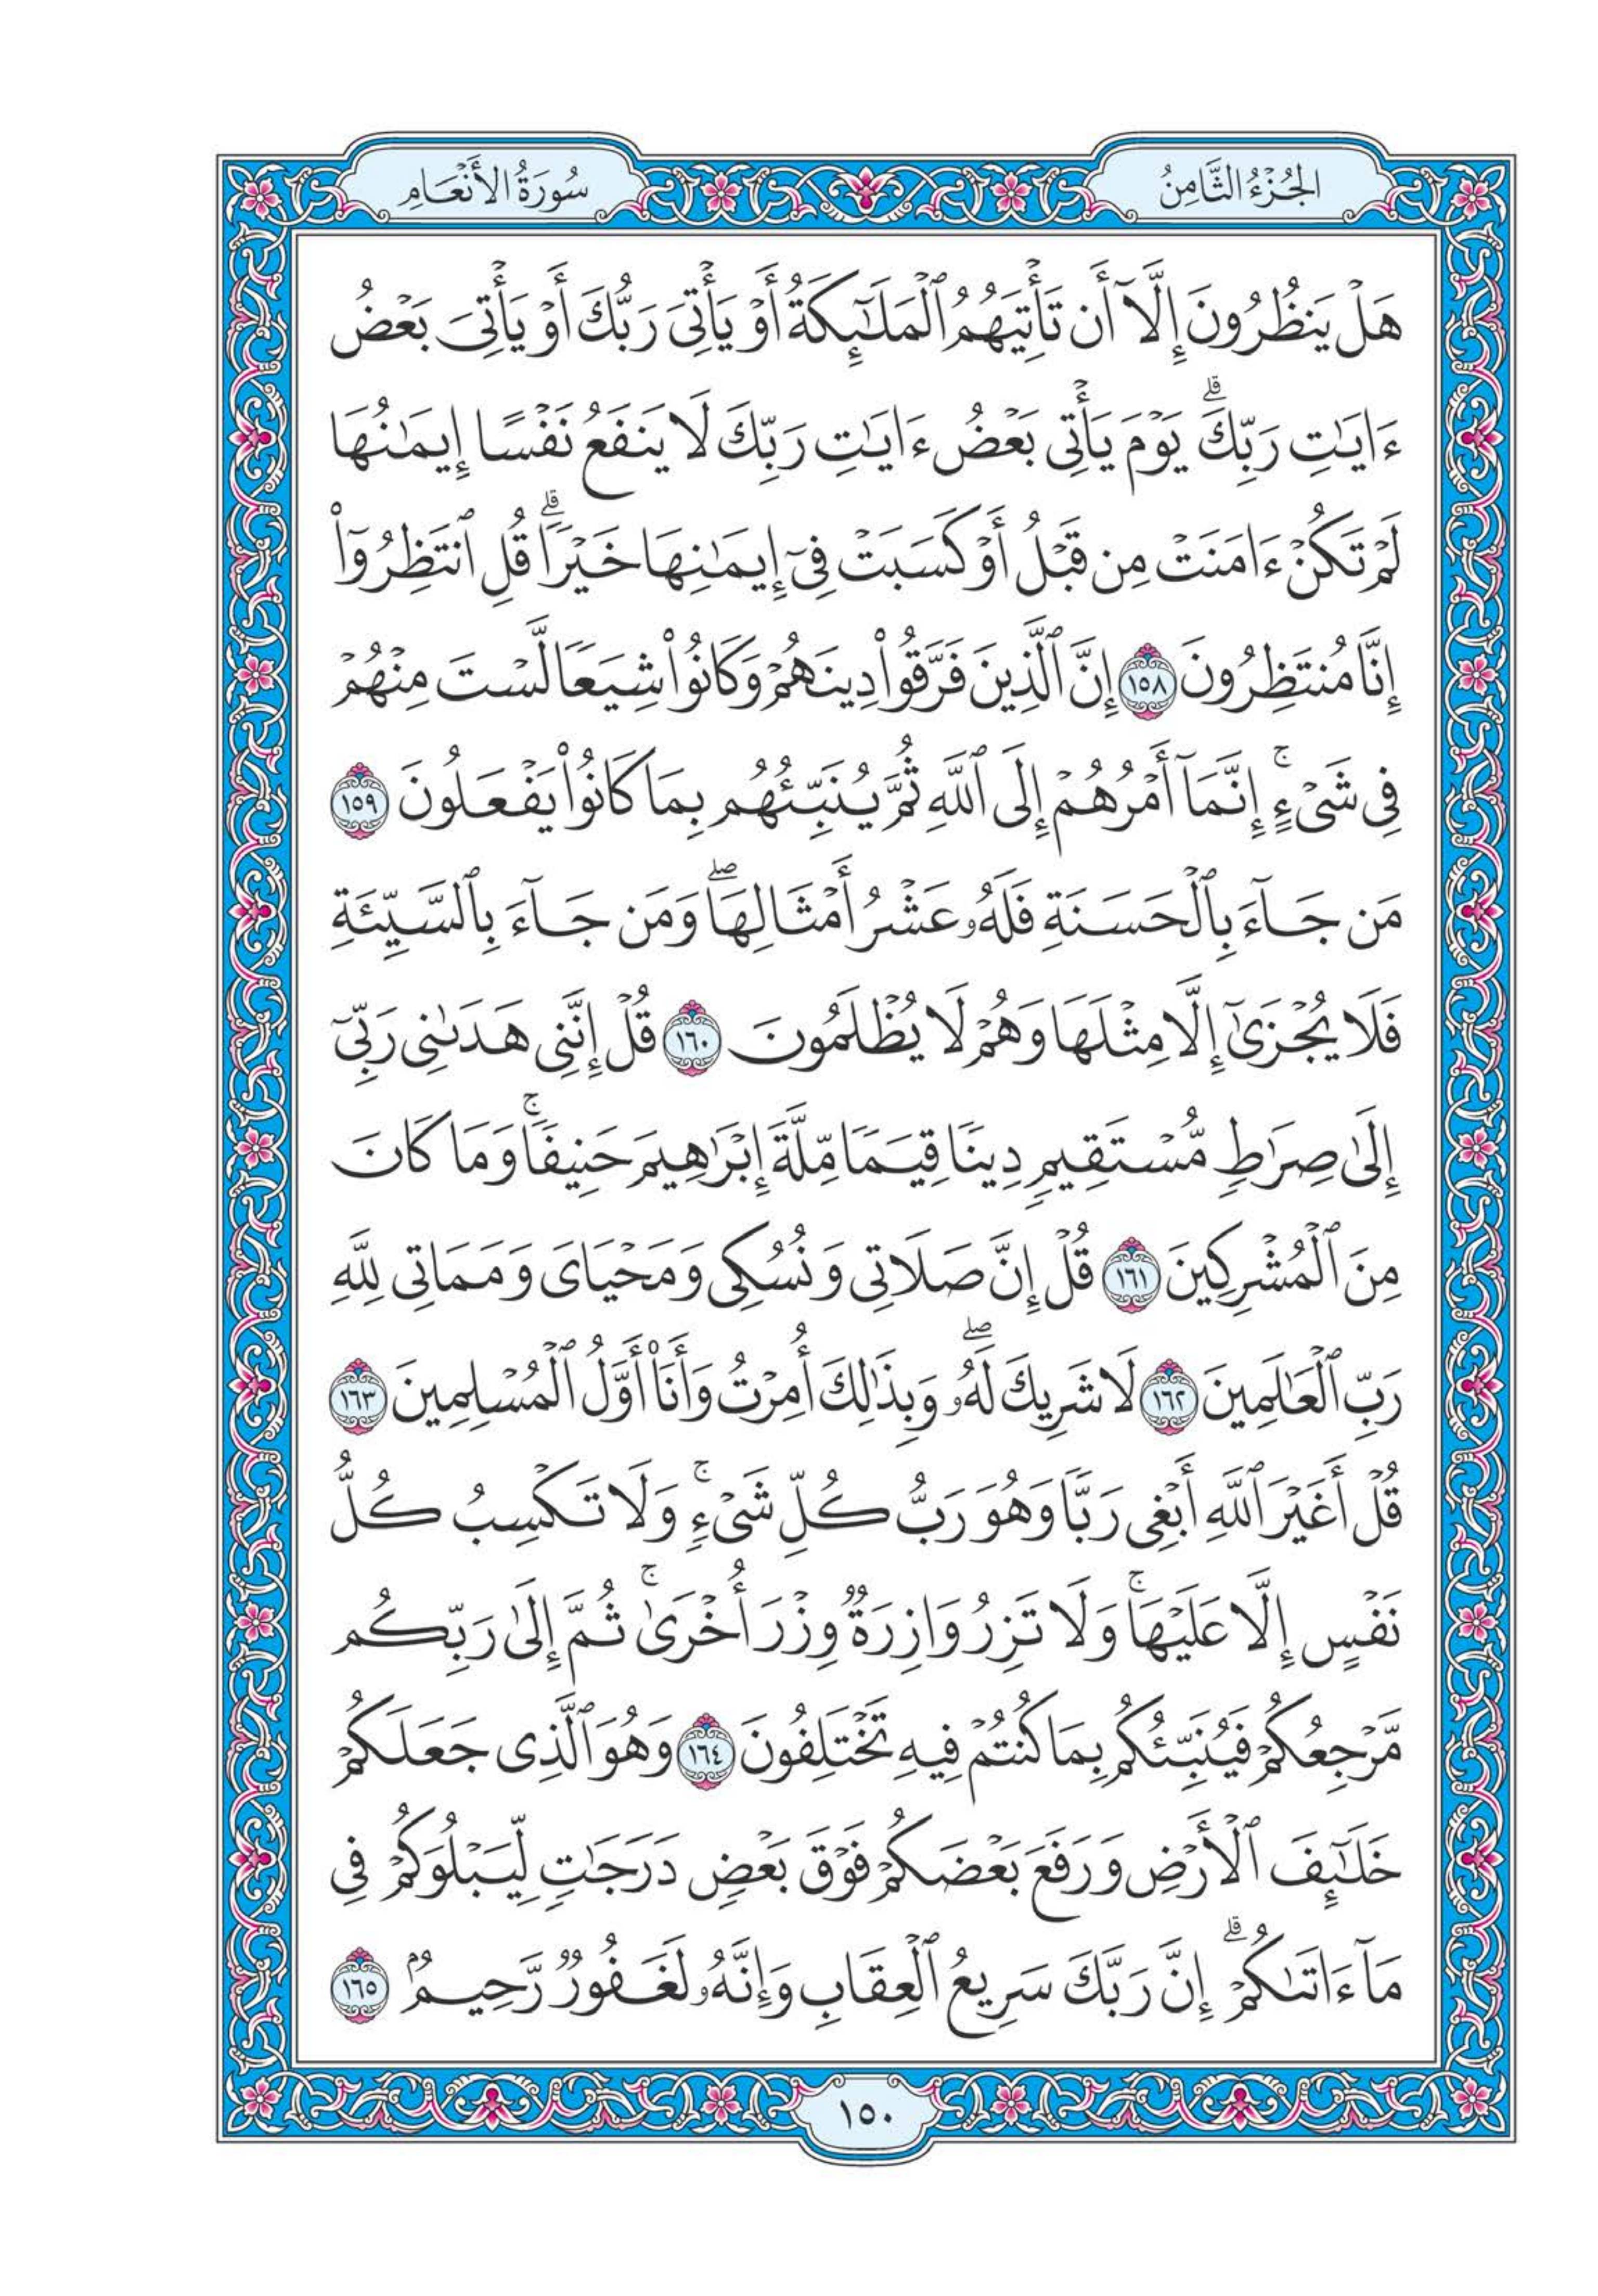 الجُزْءُ الثَّامِنُ
سُورَةُ الأَنْعَامِ
هَلْ يَنظُرُونَ إِلَّآ أَن تَأْتِيَهُمُ ٱلْمَلَـٰٓئِكَةُ أَوْ يَأْتِىَ رَبُّكَ أَوْ يَأْتِىَ بَعْضُ
ءَايَـٰتِ رَبِّكَ ۗ يَوْمَ يَأْتِى بَعْضُ ءَايَـٰتِ رَبِّكَ لَا يَنفَعُ نَفْسًا إِيمَـٰنُهَا
لَمْ تَكُنْ ءَامَنَتْ مِن قَبْلُ أَوْ كَسَبَتْ فِىٓ إِيمَـٰنِهَا خَيْرًا ۗ قُلِ ٱنتَظِرُوٓا۟
إِنَّا مُنتَظِرُونَ ١٥٨ إِنَّ ٱلَّذِينَ فَرَّقُوا۟ دِينَهُمْ وَكَانُوا۟ شِيَعًا لَّسْتَ مِنْهُمْ
فِى شَىْءٍ ۚ إِنَّمَآ أَمْرُهُمْ إِلَى ٱللَّهِ ثُمَّ يُنَبِّئُهُم بِمَا كَانُوا۟ يَفْعَلُونَ ١٥٩
مَن جَآءَ بِٱلْحَسَنَةِ فَلَهُۥ عَشْرُ أَمْثَالِهَا ۖ وَمَن جَآءَ بِٱلسَّيِّئَةِ
فَلَا يُجْزَىٰٓ إِلَّا مِثْلَهَا وَهُمْ لَا يُظْلَمُونَ ١٦٠ قُلْ إِنَّنِى هَدَىٰنِى رَبِّىٓ
إِلَىٰ صِرَٰطٍ مُّسْتَقِيمٍ دِينًا قِيَمًا مِّلَّةَ إِبْرَٰهِيمَ حَنِيفًا ۚ وَمَا كَانَ
مِنَ ٱلْمُشْرِكِينَ ١٦١ قُلْ إِنَّ صَلَاتِى وَنُسُكِى وَمَحْيَاىَ وَمَمَاتِى لِلَّهِ
رَبِّ ٱلْعَـٰلَمِينَ ١٦٢ لَا شَرِيكَ لَهُۥ ۖ وَبِذَٰلِكَ أُمِرْتُ وَأَنَا۠ أَوَّلُ ٱلْمُسْلِمِينَ ١٦٣
قُلْ أَغَيْرَ ٱللَّهِ أَبْغِى رَبًّا وَهُوَ رَبُّ كُلِّ شَىْءٍ ۚ وَلَا تَكْسِبُ كُلُّ
نَفْسٍ إِلَّا عَلَيْهَا ۚ وَلَا تَزِرُ وَازِرَةٌ وِزْرَ أُخْرَىٰ ۚ ثُمَّ إِلَىٰ رَبِّكُم
مَّرْجِعُكُمْ فَيُنَبِّئُكُم بِمَا كُنتُمْ فِيهِ تَخْتَلِفُونَ ١٦٤ وَهُوَ ٱلَّذِى جَعَلَكُمْ
خَلَـٰٓئِفَ ٱلْأَرْضِ وَرَفَعَ بَعْضَكُمْ فَوْقَ بَعْضٍ دَرَجَـٰتٍ لِّيَبْلُوَكُمْ فِى
مَآ ءَاتَىٰكُمْ ۗ إِنَّ رَبَّكَ سَرِيعُ ٱلْعِقَابِ وَإِنَّهُۥ لَغَفُورٌ رَّحِيمٌۢ ١٦٥
١٥٠